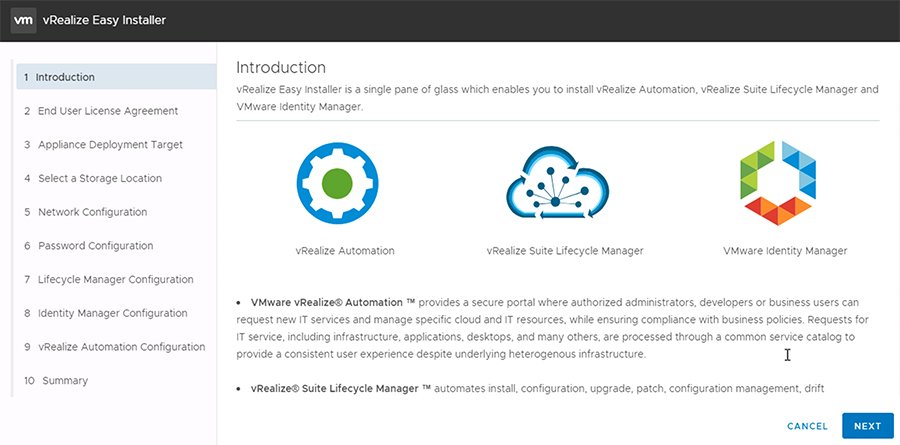 vm vRealize Easy Installer
1 Introduction
2 End User License Agreement
3 Appliance Deployment Target
4 Select a Storage Location
5 Network Configuration
6 Password Configuration
7 Lifecycle Manager Configuration
8 Identity Manager Configuration
9 vRealize Automation Configuration
10 Summary
Introduction
vRealize Easy Installer is a single pane of glass which enables you to install vRealize Automation, vRealize Suite Lifecycle Manager and
VMware Identity Manager.
vRealize Automation
vRealize Suite Lifecycle Manager
VMware Identity Manager
• VMware vRealize® Automation ™ provides a secure portal where authorized administrators, developers or business users can
request new IT services and manage specific cloud and IT resources, while ensuring compliance with business policies. Requests for
IT service, including infrastructure, applications, desktops, and many others, are processed through a common service catalog to
provide a consistent user experience despite underlying heterogenous infrastructure.
• vRealize® Suite Lifecycle Manager ™ automates install, configuration, upgrade, patch, configuration management, drift
CANCEL
NEXT